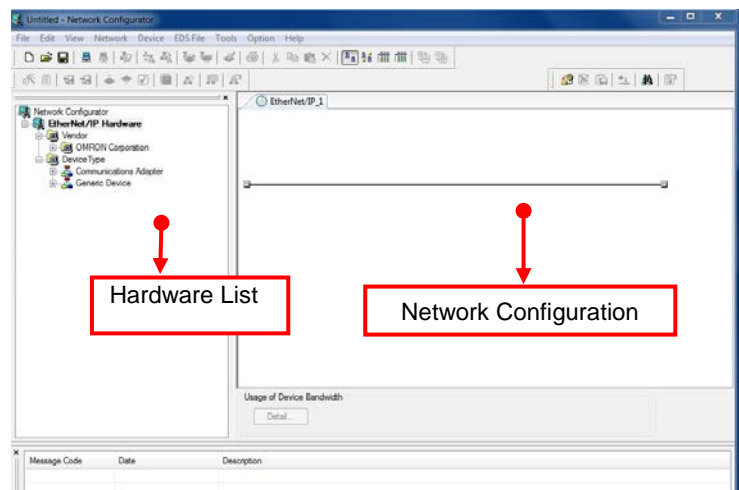 Untitled - Network Configurator
File Edit View Network Device EDS File Tools Option Help
EtherNet/IP_1
Network Configurator
EtherNet/IP Hardware
Vendor
OMRON Corporation
Device Type
Communications Adapter
Generic Device
Hardware List
Network Configuration
Usage of Device Bandwidth
Detail...
Message Code Date Description